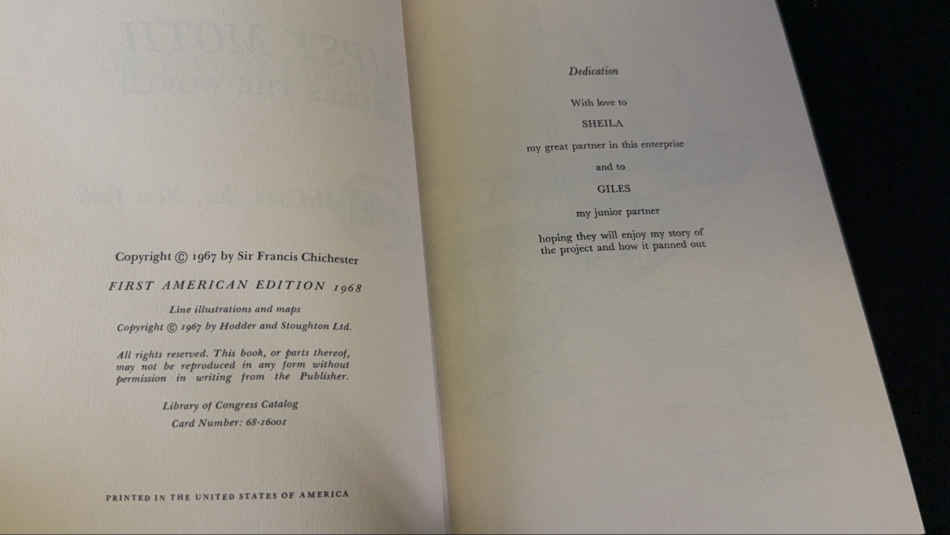 Copyright © 1967 by Sir Francis Chichester
FIRST AMERICAN EDITION 1968
Line illustrations and maps
Copyright © 1967 by Hodder and Stoughton Ltd.
All rights reserved. This book, or parts thereof,
may not be reproduced in any form without
permission in writing from the Publisher.
Library of Congress Catalog
Card Number: 68-16001
PRINTED IN THE UNITED STATES OF AMERICA
Dedication
With love to
SHEILA
my great partner in this enterprise
and to
GILES
my junior partner
hoping they will enjoy my story of
the project and how it panned out